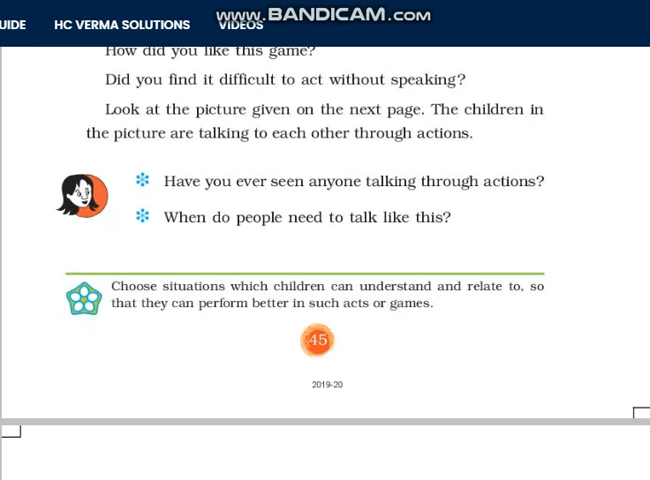 www.BANDICAM.com
UIDE HC VERMA SOLUTIONS VIDEOS
How did you like this game?
Did you find it difficult to act without speaking?
Look at the picture given on the next page. The children in
the picture are talking to each other through actions.
Have you ever seen anyone talking through actions?
When do people need to talk like this?
Choose situations which children can understand and relate to, so
that they can perform better in such acts or games.
45
2019-20